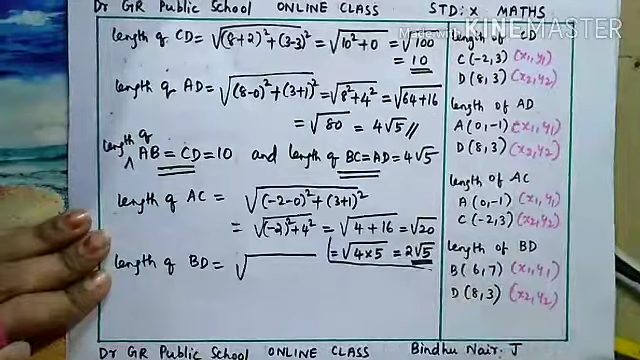 Dr GR Public School ONLINE CLASS STD: X MATHS
Made with KINEMASTER
length of CD = √(8+2)²+(3-3)² = √10²+0 = √100
= 10
length of AD = √(8-0)²+(3+1)² = √8²+4² = √64+16
= √80 = 4√5 //
length of
∧ AB = CD = 10 and length of BC = AD = 4√5
length of AC = √(-2-0)²+(3+1)²
= √(-2)²+4² = √4+16 = √20
= √4×5 = 2√5
length of BD = √
length of CD
C(-2,3) (x1,y1)
D(8,3) (x2,y2)
length of AD
A(0,-1) (x1,y1)
D(8,3) (x2,y2)
length of AC
A(0,-1) (x1,y1)
C(-2,3) (x2,y2)
length of BD
B(6,7) (x1,y1)
D(8,3) (x2,y2)
Dr GR Public School ONLINE CLASS Bindhu Nair. J